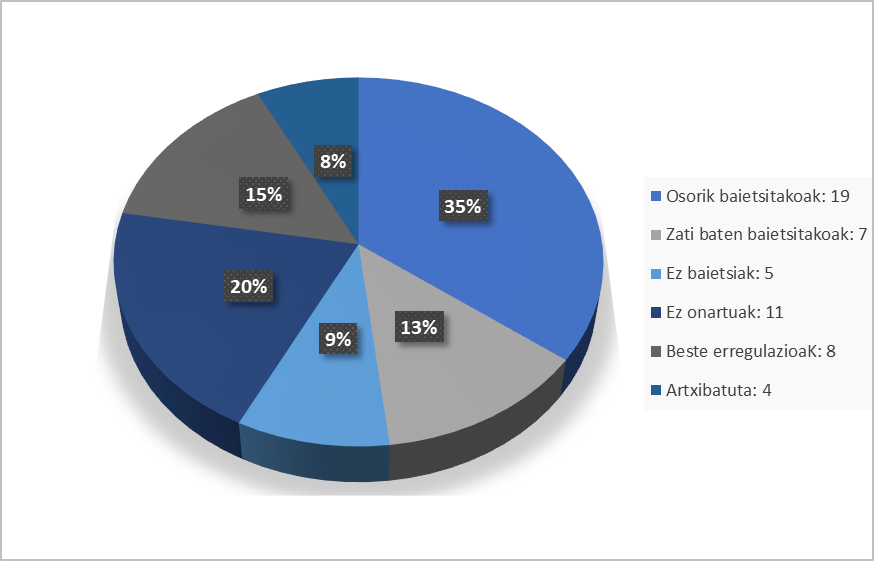 8%
15%
35%
20%
13%
9%
Osorik baietsitakoak: 19
Zati baten baietsitakoak: 7
Ez baietsiak: 5
Ez onartuak: 11
Beste erregulazioaK: 8
Artxibatuta: 4